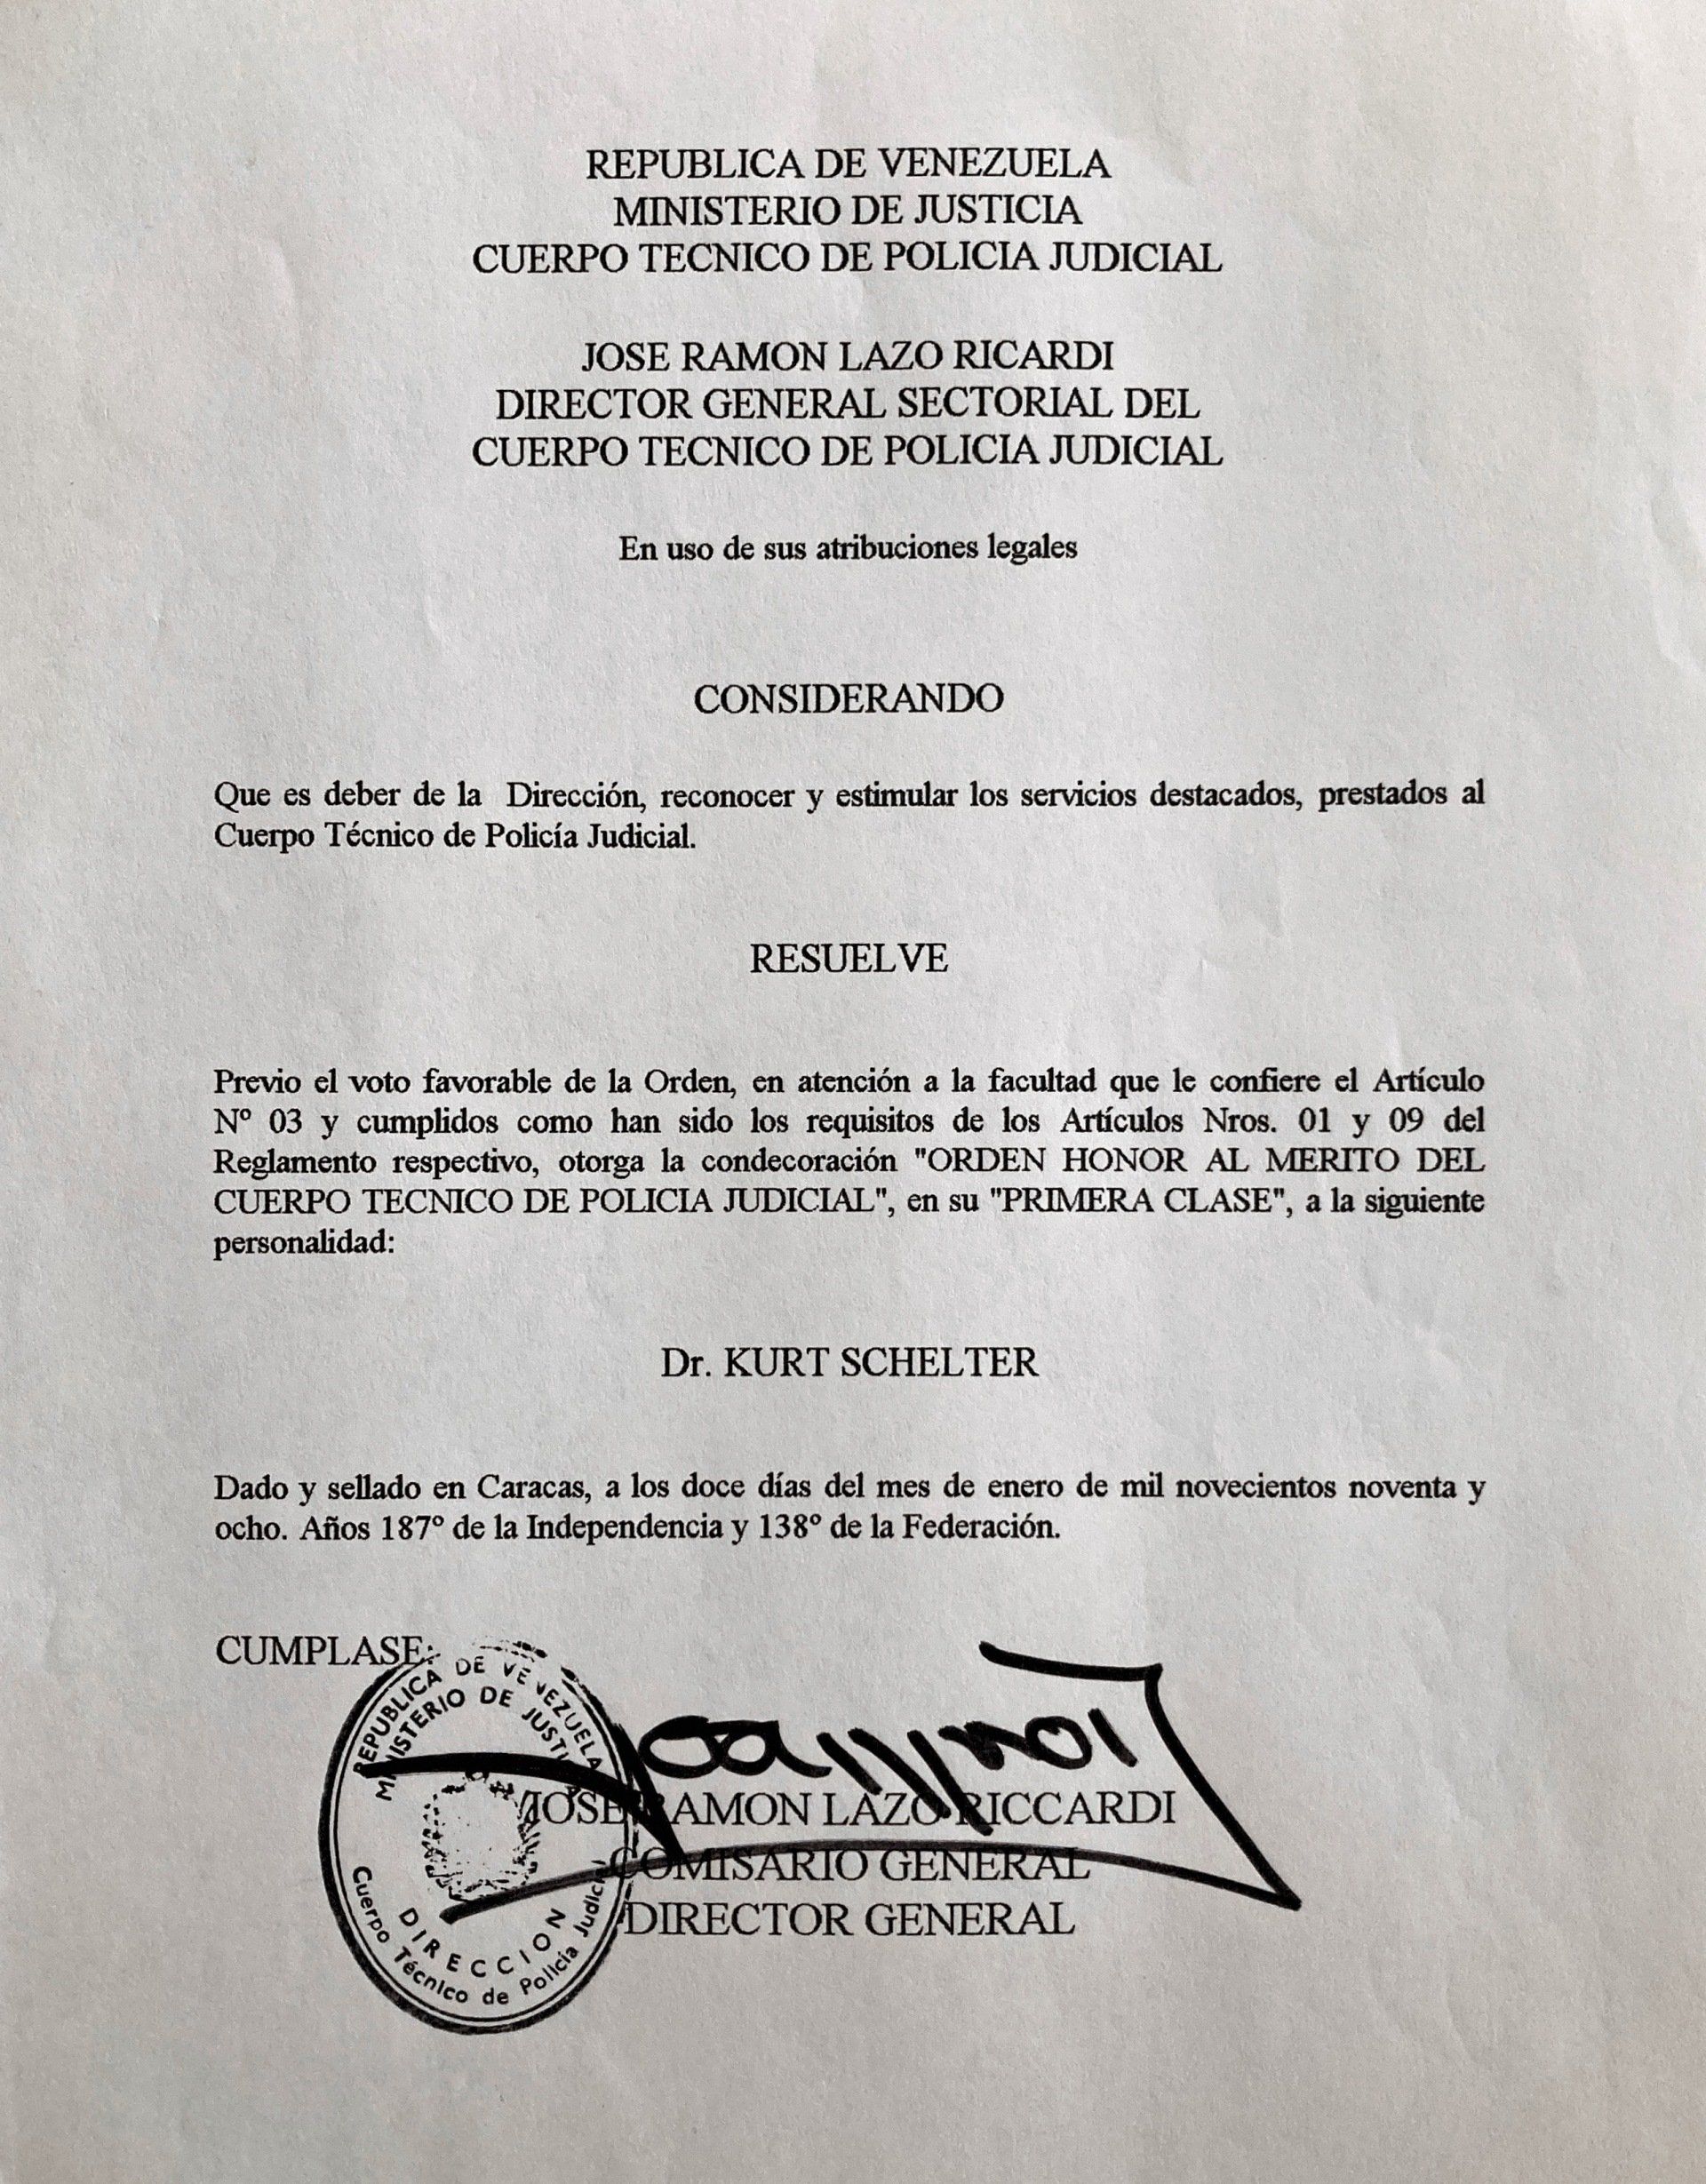 REPUBLICA DE VENEZUELA
MINISTERIO DE JUSTICIA
CUERPO TECNICO DE POLICIA JUDICIAL
JOSE RAMON LAZO RICARDI
DIRECTOR GENERAL SECTORIAL DEL
CUERPO TECNICO DE POLICIA JUDICIAL
En uso de sus atribuciones legales
CONSIDERANDO
Que es deber de la Dirección, reconocer y estimular los servicios destacados, prestados al
Cuerpo Técnico de Policía Judicial.
RESUELVE
Previo el voto favorable de la Orden, en atención a la facultad que le confiere el Artículo
Nº 03 y cumplidos como han sido los requisitos de los Artículos Nros. 01 y 09 del
Reglamento respectivo, otorga la condecoración "ORDEN HONOR AL MERITO DEL
CUERPO TECNICO DE POLICIA JUDICIAL", en su "PRIMERA CLASE", a la siguiente
personalidad:
Dr. KURT SCHELTER
Dado y sellado en Caracas, a los doce días del mes de enero de mil novecientos noventa y
ocho. Años 187º de la Independencia y 138º de la Federación.
CUMPLASE:
REPUBLICA DE VENEZUELA
MINISTERIO DE JUSTICIA
DIRECCION
Cuerpo Técnico de Policía Judicial
JOSE RAMON LAZO RICCARDI
COMISARIO GENERAL
DIRECTOR GENERAL